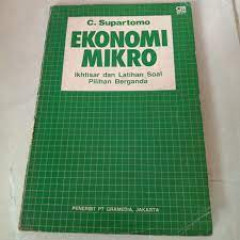 C. Supartomo
EKONOMI
MIKRO
Ikhtisar dan Latihan Soal
Pilihan Berganda
PENERBIT PT GRAMEDIA, JAKARTA